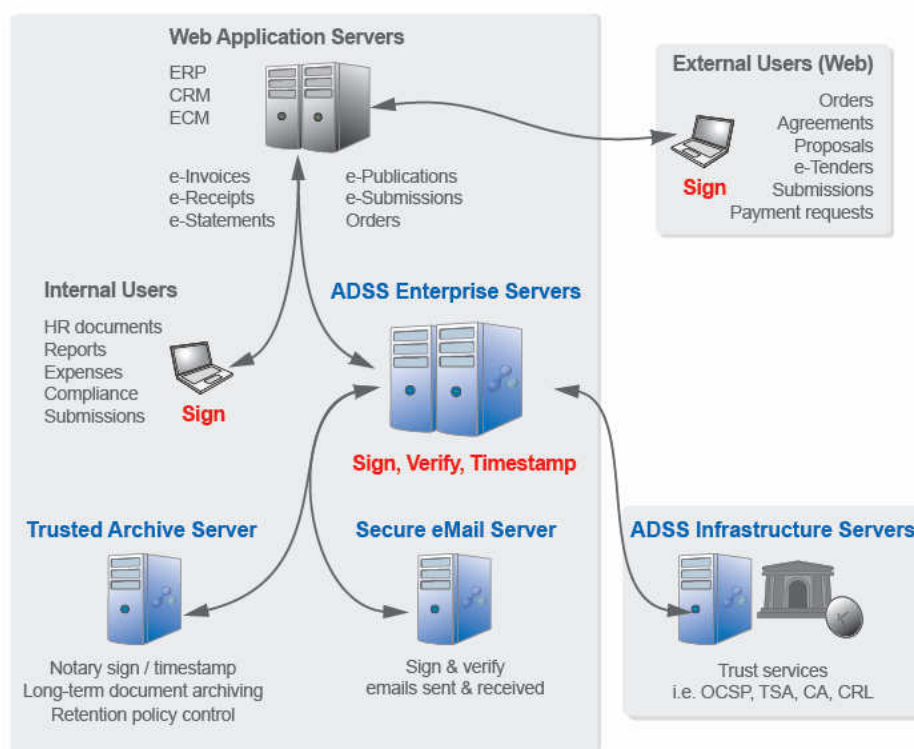 Web Application Servers
ERP
CRM
ECM
e-Invoices
e-Receipts
e-Statements
e-Publications
e-Submissions
Orders
External Users (Web)
Orders
Agreements
Proposals
e-Tenders
Submissions
Payment requests
Sign
Internal Users
HR documents
Reports
Expenses
Compliance
Submissions
Sign
ADSS Enterprise Servers
Sign, Verify, Timestamp
Trusted Archive Server
Notary sign / timestamp
Long-term document archiving
Retention policy control
Secure eMail Server
Sign & verify
emails sent & received
ADSS Infrastructure Servers
Trust services
i.e. OCSP, TSA, CA, CRL